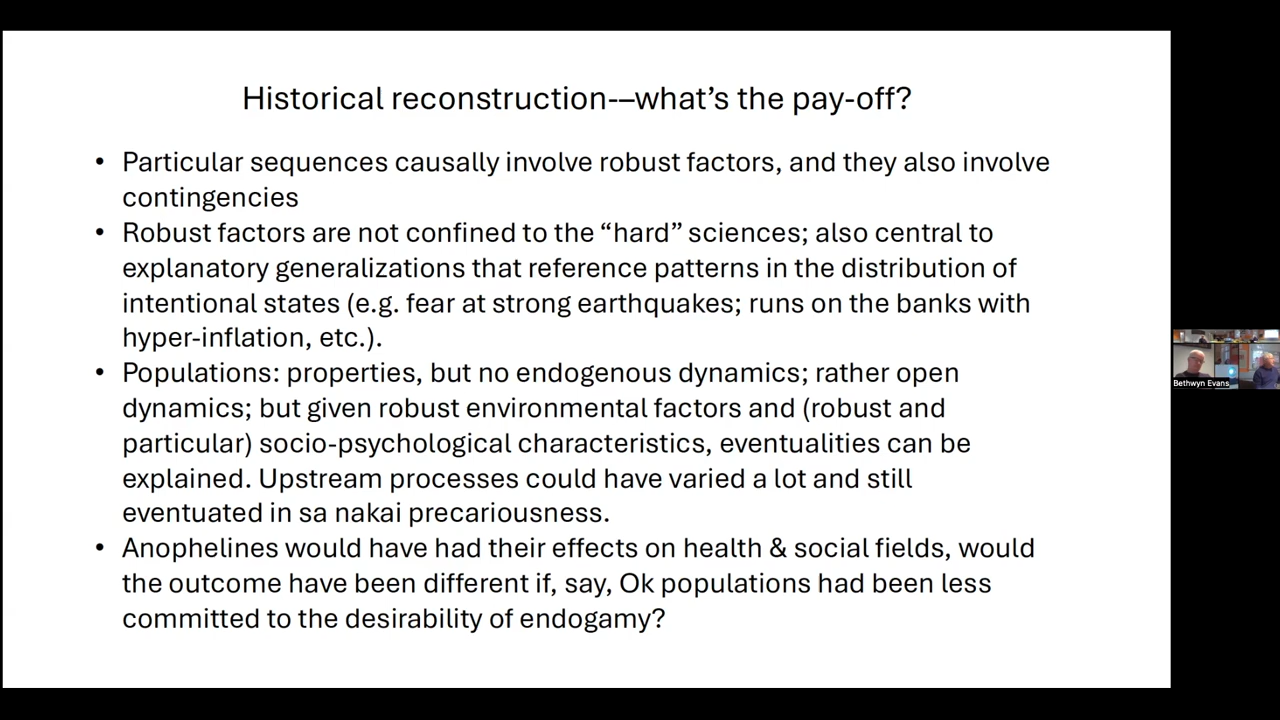 Historical reconstruction-–what’s the pay-off?
• Particular sequences causally involve robust factors, and they also involve
contingencies
• Robust factors are not confined to the “hard” sciences; also central to
explanatory generalizations that reference patterns in the distribution of
intentional states (e.g. fear at strong earthquakes; runs on the banks with
hyper-inflation, etc.).
• Populations: properties, but no endogenous dynamics; rather open
dynamics; but given robust environmental factors and (robust and
particular) socio-psychological characteristics, eventualities can be
explained. Upstream processes could have varied a lot and still
eventuated in sa nakai precariousness.
• Anophelines would have had their effects on health & social fields, would
the outcome have been different if, say, Ok populations had been less
committed to the desirability of endogamy?
Bethwyn Evans